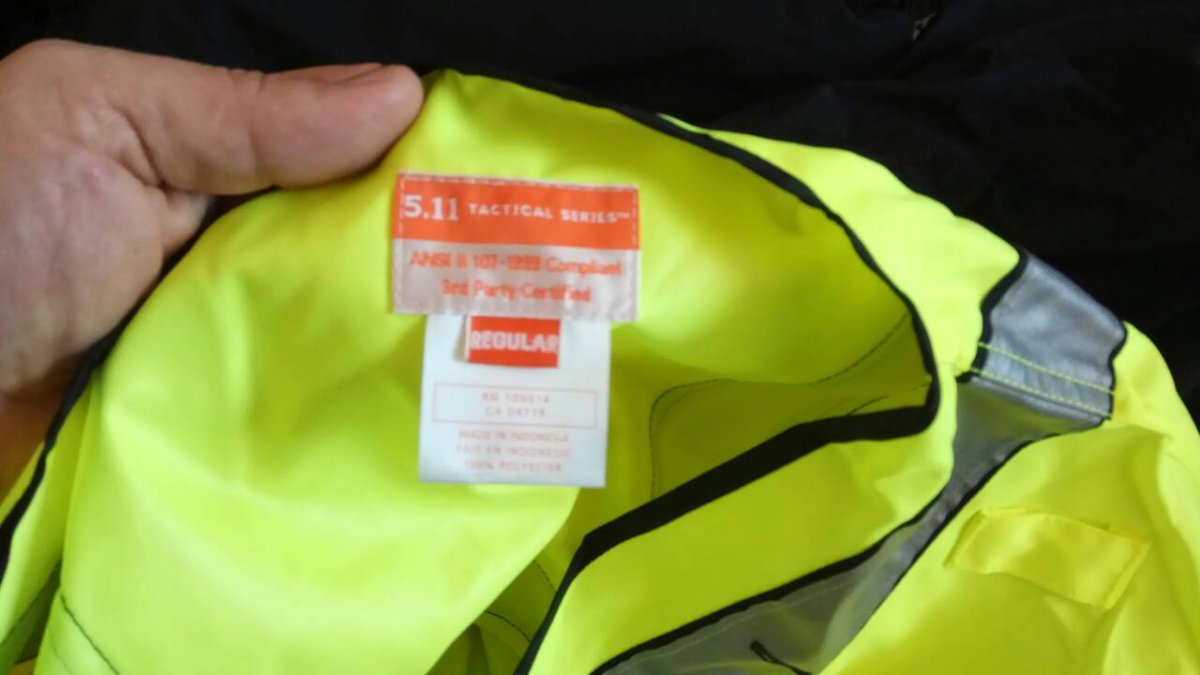 5.11 TACTICAL SERIES™
ANSI II 107-1999 Compliant
3rd Party Certified
REGULAR
RN 109614
CA 04713
MADE IN INDONESIA
FAIT EN INDONESIE
100% POLYESTER